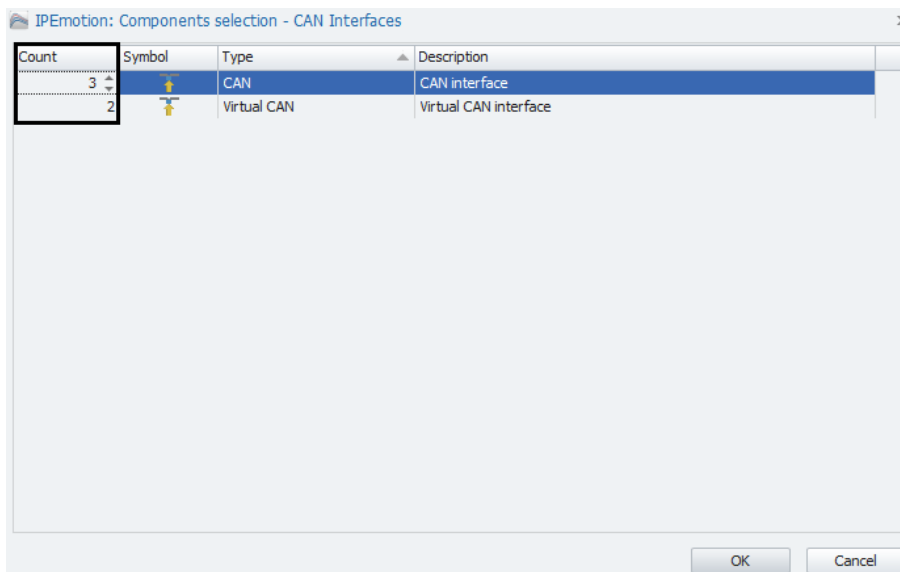 IPEmotion: Components selection - CAN Interfaces
Count Symbol Type Description
3 CAN CAN interface
2 Virtual CAN Virtual CAN interface
OK Cancel